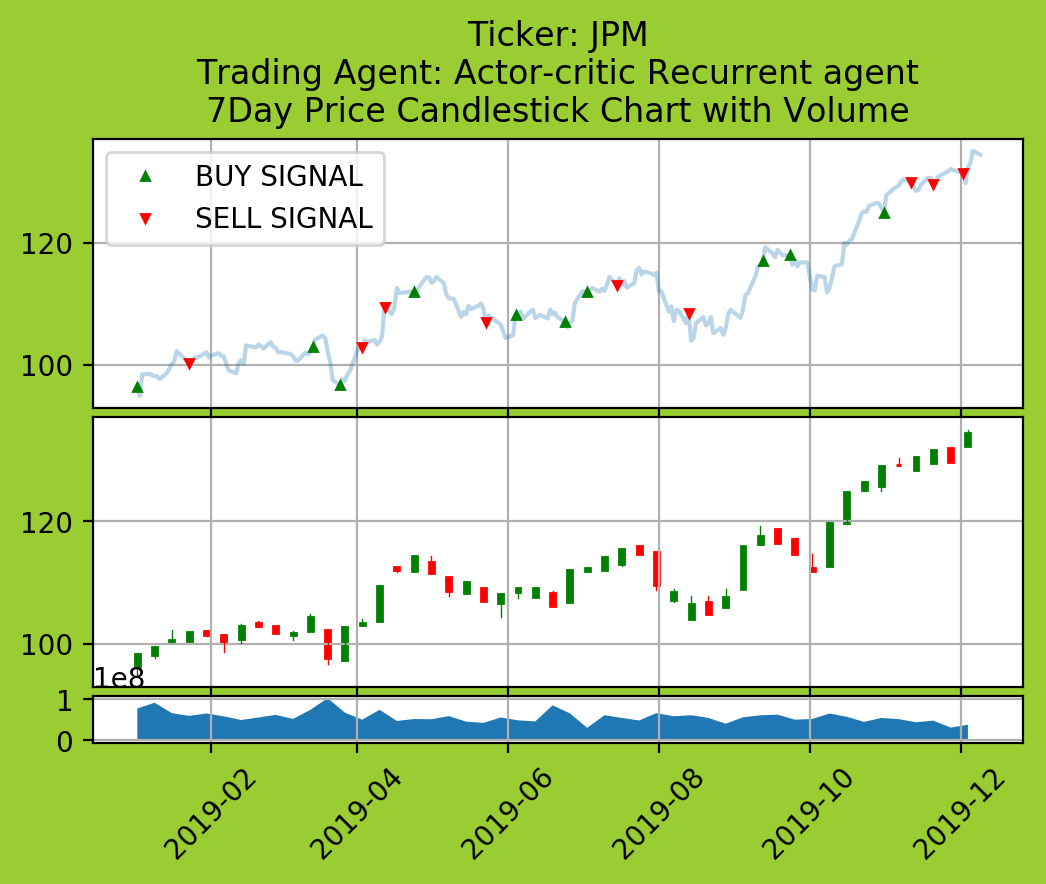 Ticker: JPM
Trading Agent: Actor-critic Recurrent agent
7Day Price Candlestick Chart with Volume
BUY SIGNAL
SELL SIGNAL
120
100
120
100
1e8
1
0
2019-02
2019-04
2019-06
2019-08
2019-10
2019-12